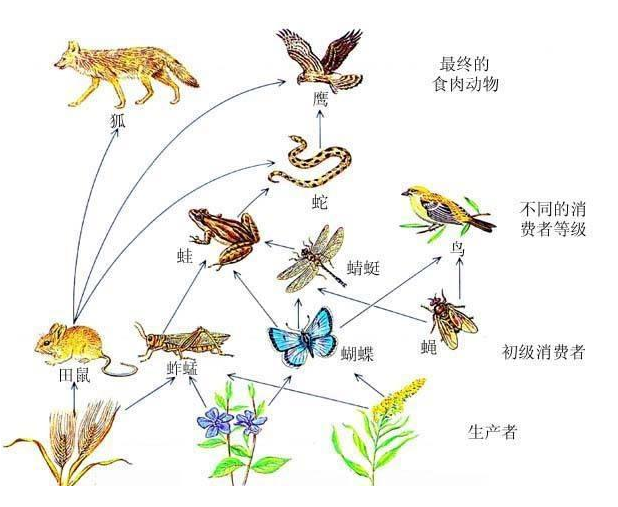 最终的
食肉动物
鹰
狐
蛇
不同的消
费者等级
鸟
蛙
蜻蜓
蝇
蝴蝶
初级消费者
蚱蜢
田鼠
生产者